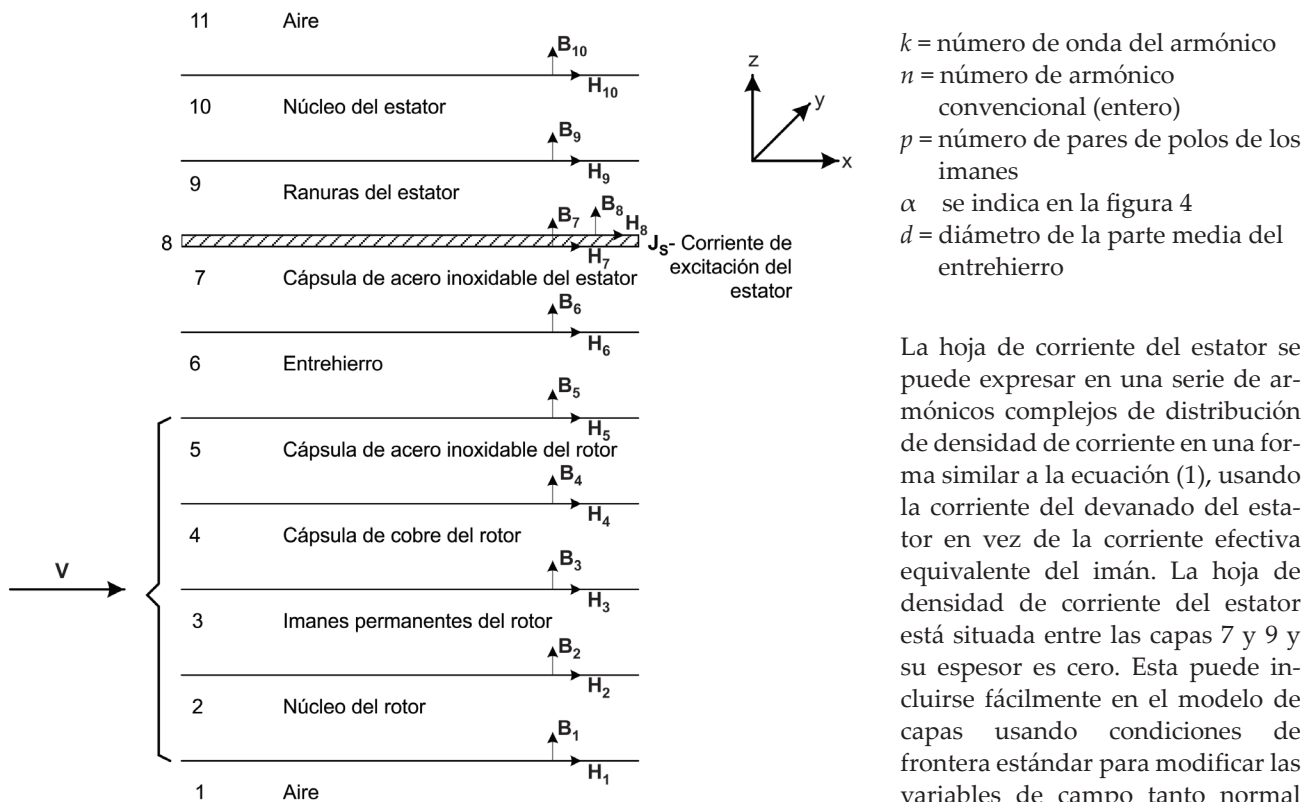 11 Aire
B10
H10
10 Núcleo del estator
B9
H9
9 Ranuras del estator
B7 B8
H8
8 Js- Corriente de
excitación del
estator
H7
7 Cápsula de acero inoxidable del estator
B6
H6
6 Entrehierro
B5
H5
5 Cápsula de acero inoxidable del rotor
B4
H4
4 Cápsula de cobre del rotor
B3
H3
V
3 Imanes permanentes del rotor
B2
H2
2 Núcleo del rotor
B1
H1
1 Aire
z
y
x
k = número de onda del armónico
n = número de armónico
convencional (entero)
p = número de pares de polos de los
imanes
α se indica en la figura 4
d = diámetro de la parte media del
entrehierro
La hoja de corriente del estator se
puede expresar en una serie de ar-
mónicos complejos de distribución
de densidad de corriente en una for-
ma similar a la ecuación (1), usando
la corriente del devanado del esta-
tor en vez de la corriente efectiva
equivalente del imán. La hoja de
densidad de corriente del estator
está situada entre las capas 7 y 9 y
su espesor es cero. Esta puede in-
cluirse fácilmente en el modelo de
capas usando condiciones de
frontera estándar para modificar las
variables de campo tanto normal